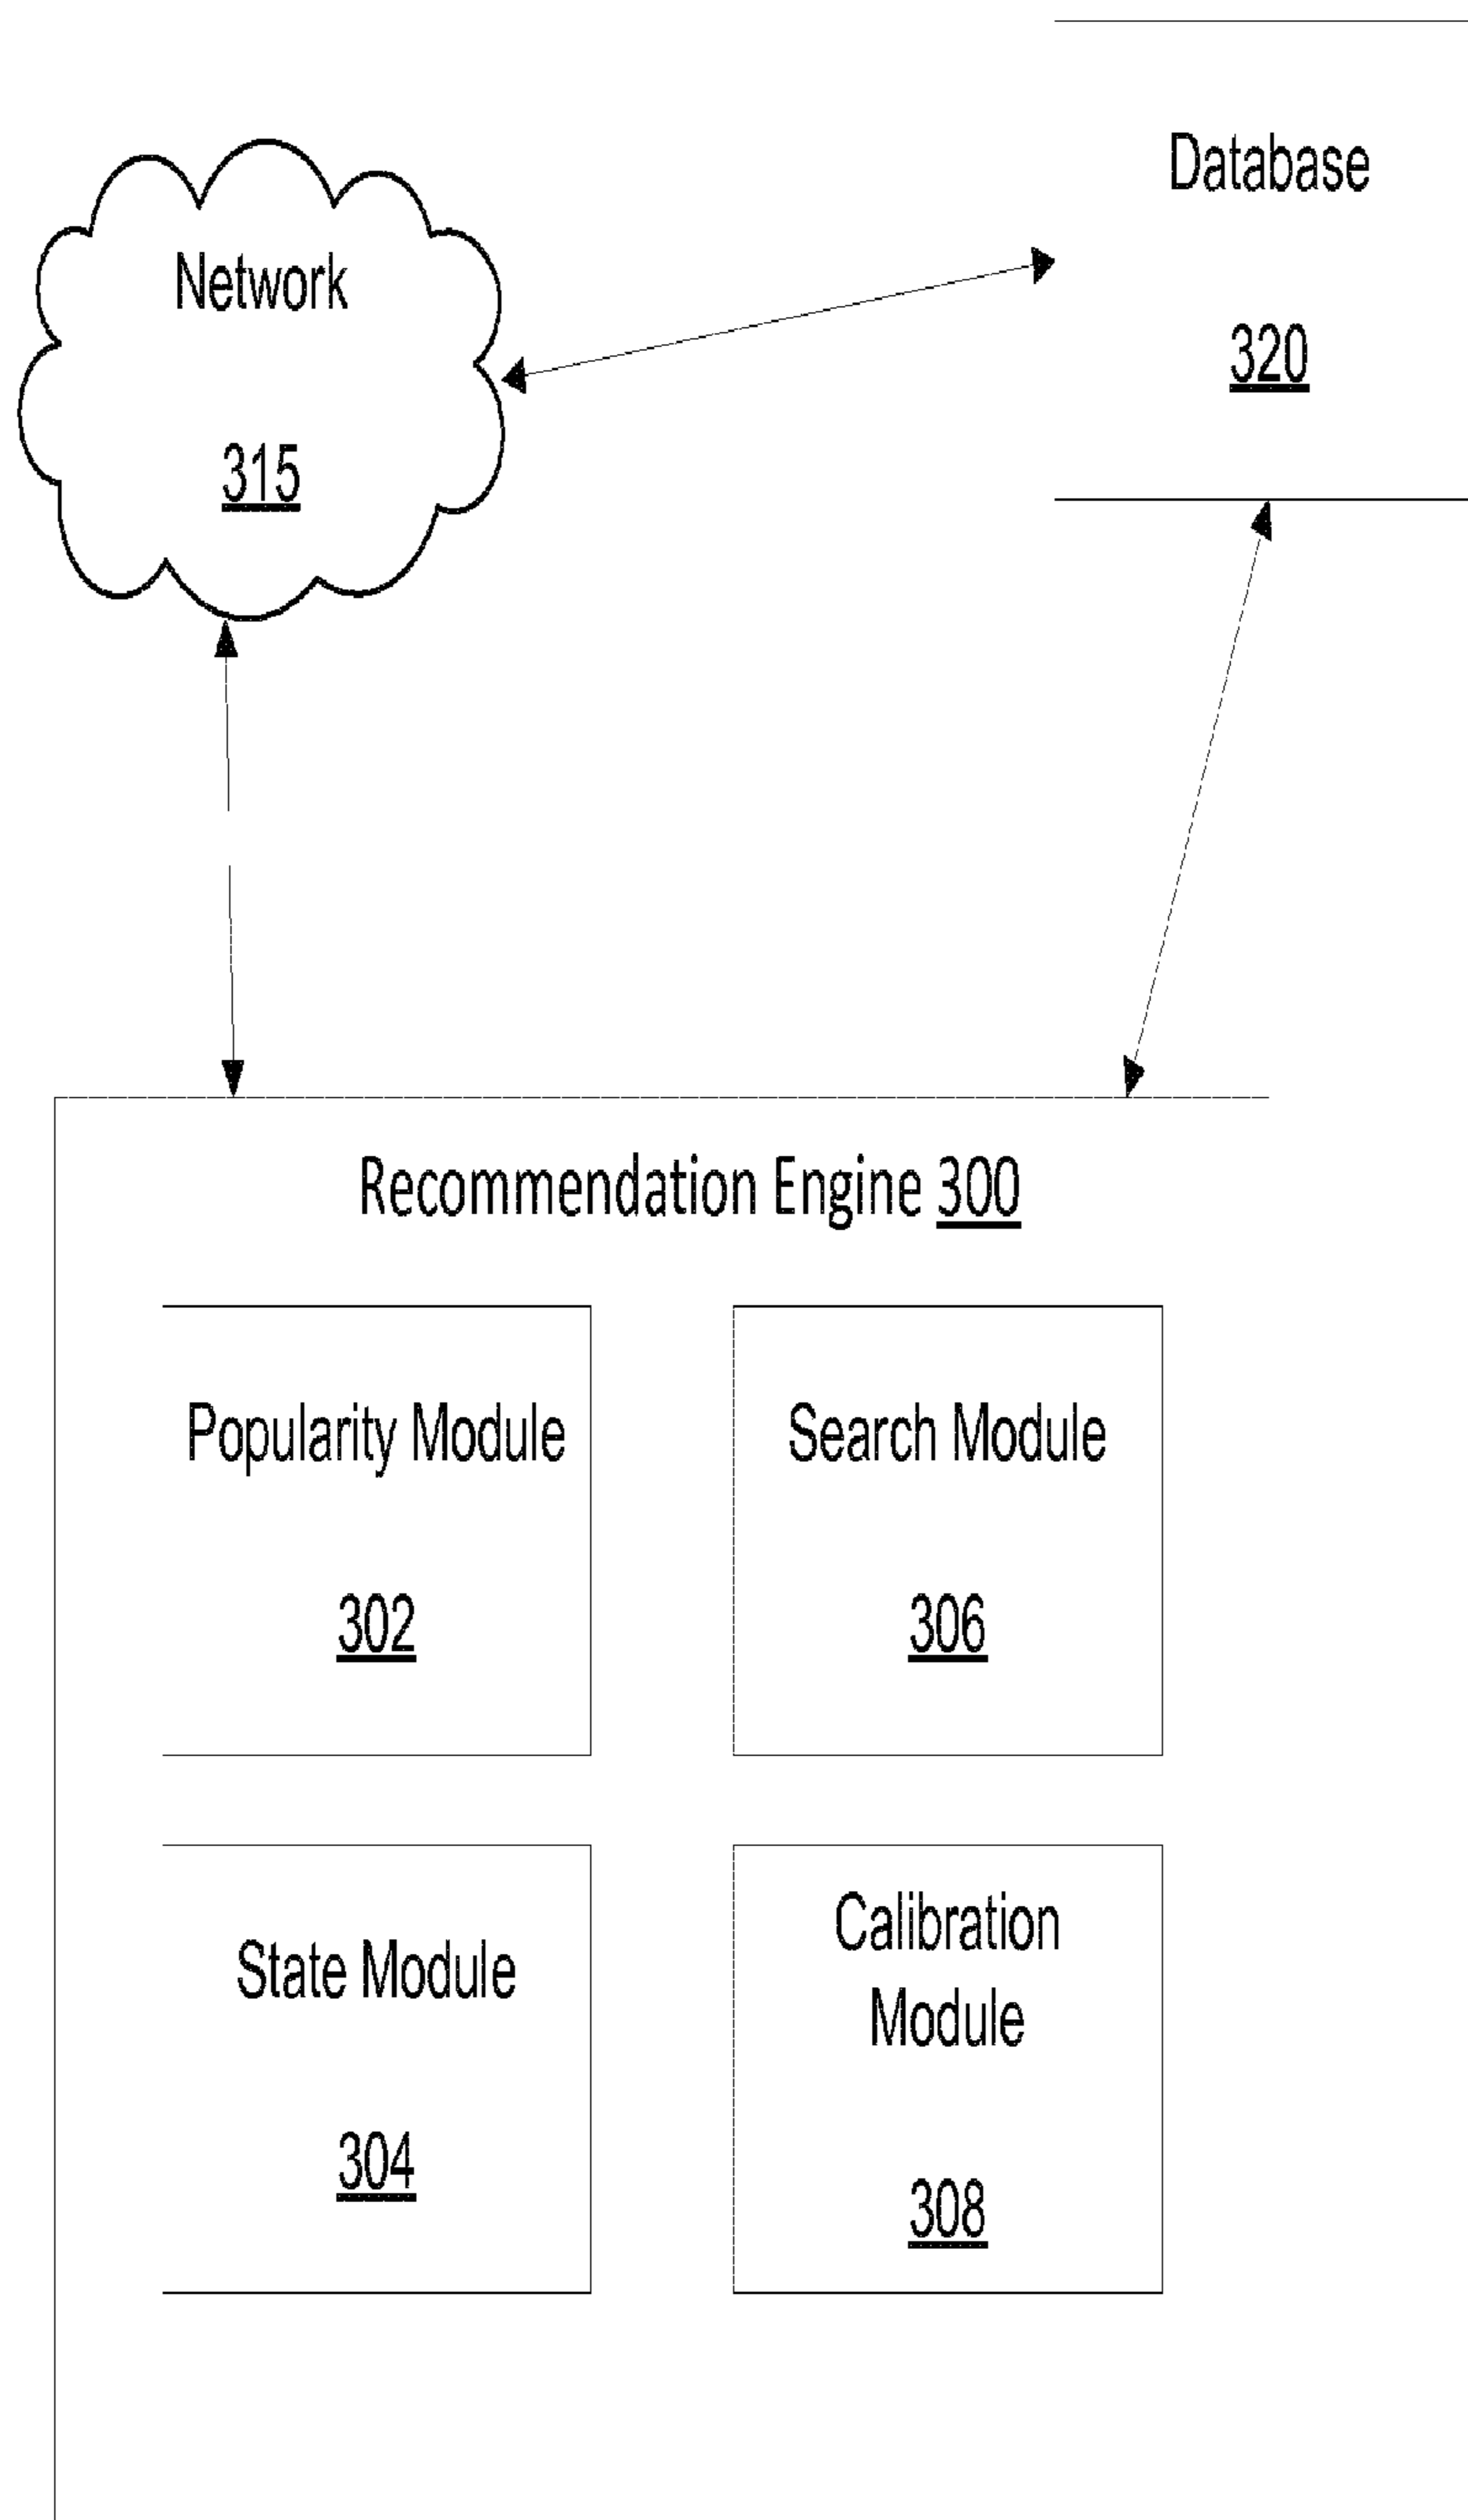 Database
320
Network
315
Recommendation Engine 300
Popularity Module
302
Search Module
306
State Module
304
Calibration
Module
308